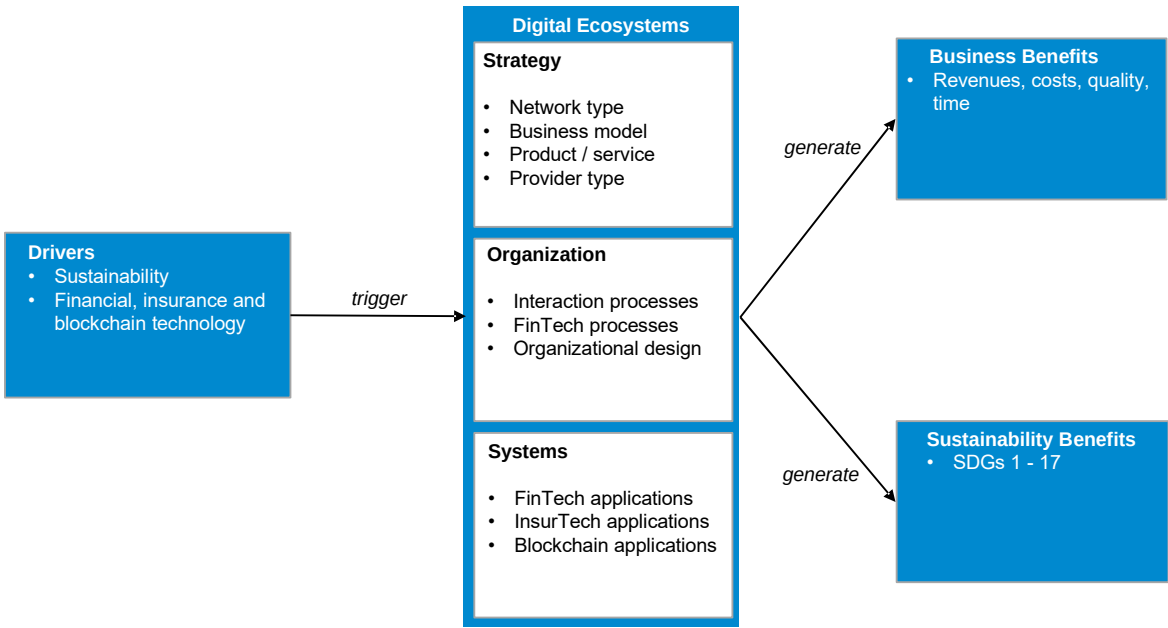 Drivers
• Sustainability
• Financial, insurance and
blockchain technology
trigger
Digital Ecosystems
Strategy
• Network type
• Business model
• Product / service
• Provider type
Organization
• Interaction processes
• FinTech processes
• Organizational design
Systems
• FinTech applications
• InsurTech applications
• Blockchain applications
generate
Business Benefits
• Revenues, costs, quality,
time
generate
Sustainability Benefits
• SDGs 1 - 17